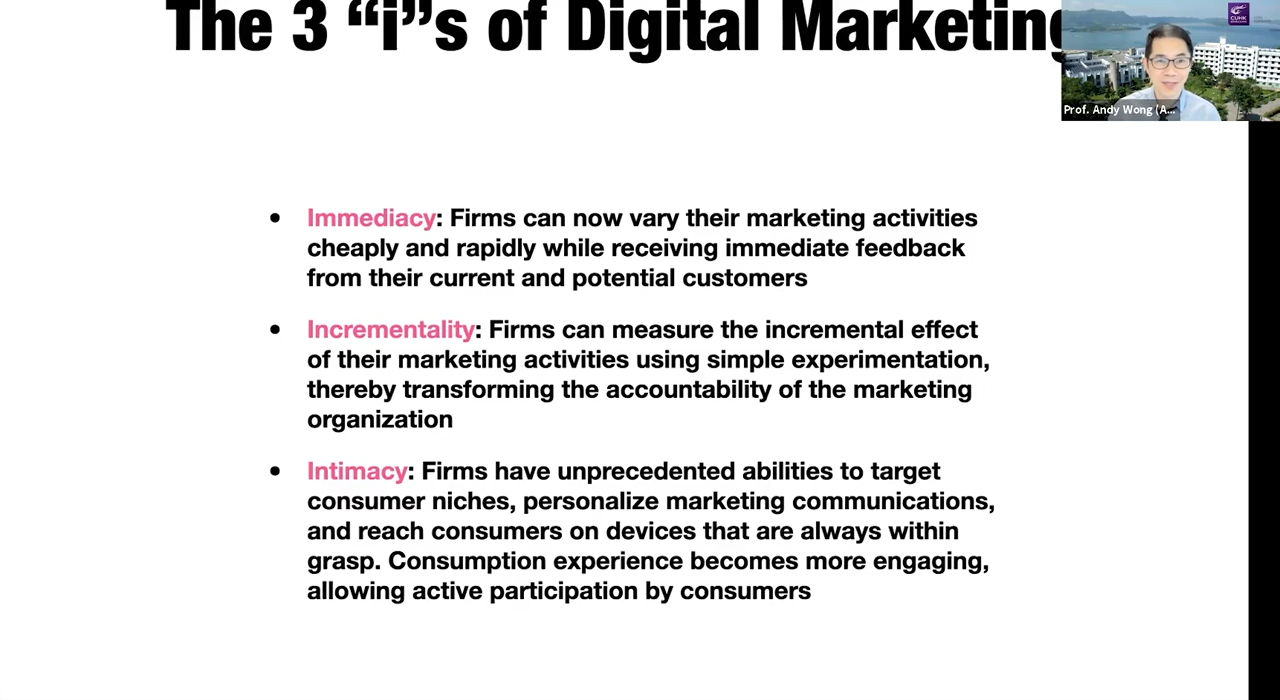 The 3 “i”s of Digital Marketing
CUHK
Prof. Andy Wong (A...
• Immediacy: Firms can now vary their marketing activities
cheaply and rapidly while receiving immediate feedback
from their current and potential customers
• Incrementality: Firms can measure the incremental effect
of their marketing activities using simple experimentation,
thereby transforming the accountability of the marketing
organization
• Intimacy: Firms have unprecedented abilities to target
consumer niches, personalize marketing communications,
and reach consumers on devices that are always within
grasp. Consumption experience becomes more engaging,
allowing active participation by consumers